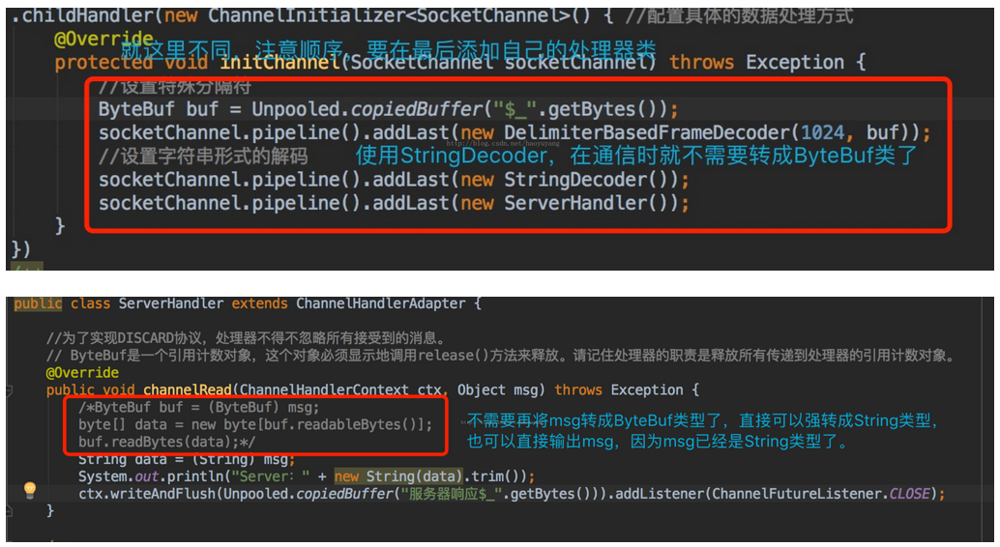 .childHandler(new ChannelInitializer<SocketChannel>() { //配置具体的数据处理方式
@Override
就这里不同，注意顺序，要在最后添加自己的处理器类
protected void initChannel(SocketChannel socketChannel) throws Exception {
//设置特殊分隔符
ByteBuf buf = Unpooled.copiedBuffer("$_".getBytes());
socketChannel.pipeline().addLast(new DelimiterBasedFrameDecoder(1024, buf));
http://blog.csdn.net/haoyuyang
//设置字符串形式的解码 使用StringDecoder，在通信时就不需要转成ByteBuf类了
socketChannel.pipeline().addLast(new StringDecoder());
socketChannel.pipeline().addLast(new ServerHandler());
}
})
public class ServerHandler extends ChannelHandlerAdapter {
//为了实现DISCARD协议，处理器不得不忽略所有接受到的消息。
// ByteBuf是一个引用计数对象，这个对象必须显示地调用release()方法来释放。请记住处理器的职责是释放所有传递到处理器的引用计数对象。
@Override
public void channelRead(ChannelHandlerContext ctx, Object msg) throws Exception {
/*ByteBuf buf = (ByteBuf) msg;
byte[] data = new byte[buf.readableBytes()];
buf.readBytes(data);*/
不需要再将msg转成ByteBuf类型了，直接可以强转成String类型，
也可以直接输出msg，因为msg已经是String类型了。
String data = (String) msg;
System.out.println("Server: " + new String(data).trim());
ctx.writeAndFlush(Unpooled.copiedBuffer("服务器响应$_".getBytes())).addListener(ChannelFutureListener.CLOSE);
}